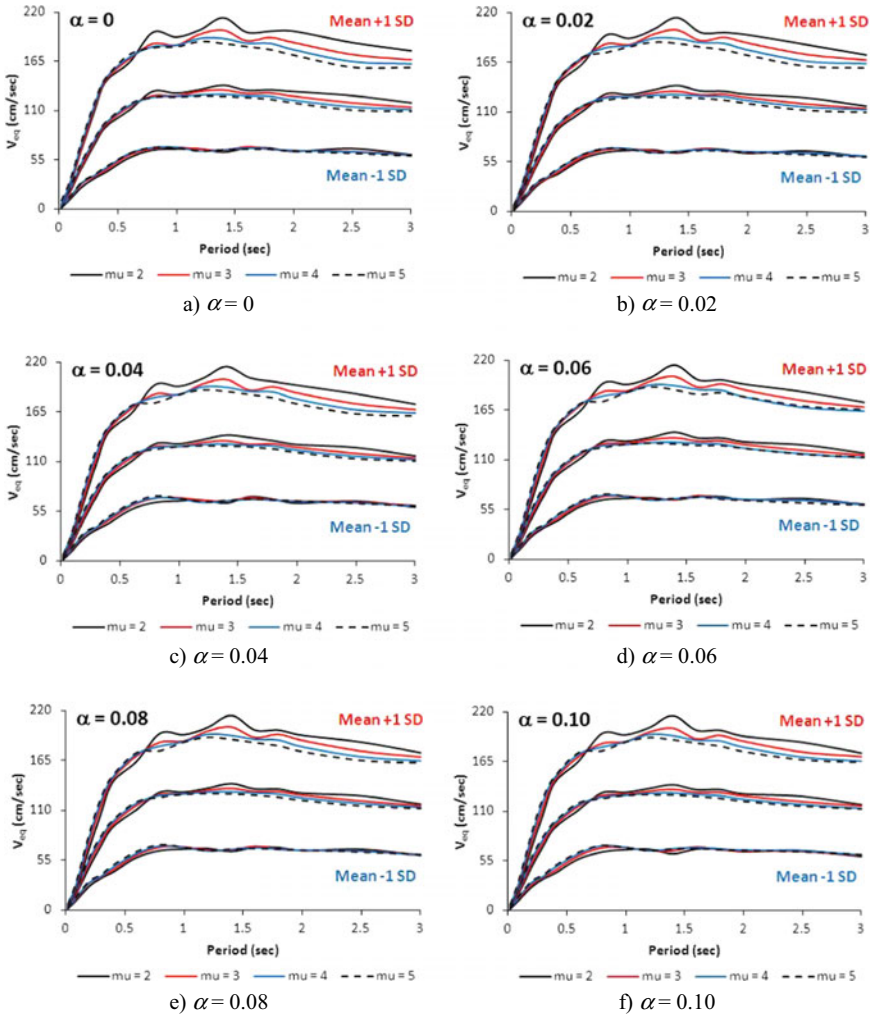 α = 0
Mean +1 SD
220
165
110
55
0
V_eq (cm/sec)
Mean -1 SD
0 0.5 1 1.5 2 2.5 3
Period (sec)
mu = 2 mu = 3 mu = 4 mu = 5
a) α = 0
α = 0.02
Mean +1 SD
220
165
110
55
0
V_eq (cm/sec)
Mean -1 SD
0 0.5 1 1.5 2 2.5 3
Period (sec)
mu = 2 mu = 3 mu = 4 mu = 5
b) α = 0.02
α = 0.04
Mean +1 SD
220
165
110
55
0
V_eq (cm/sec)
Mean -1 SD
0 0.5 1 1.5 2 2.5 3
Period (sec)
mu = 2 mu = 3 mu = 4 mu = 5
c) α = 0.04
α = 0.06
Mean +1 SD
220
165
110
55
0
V_eq (cm/sec)
Mean -1 SD
0 0.5 1 1.5 2 2.5 3
Period (sec)
mu = 2 mu = 3 mu = 4 mu = 5
d) α = 0.06
α = 0.08
Mean +1 SD
220
165
110
55
0
V_eq (cm/sec)
Mean -1 SD
0 0.5 1 1.5 2 2.5 3
Period (sec)
mu = 2 mu = 3 mu = 4 mu = 5
e) α = 0.08
α = 0.10
Mean +1 SD
220
165
110
55
0
V_eq (cm/sec)
Mean -1 SD
0 0.5 1 1.5 2 2.5 3
Period (sec)
mu = 2 mu = 3 mu = 4 mu = 5
f) α = 0.10